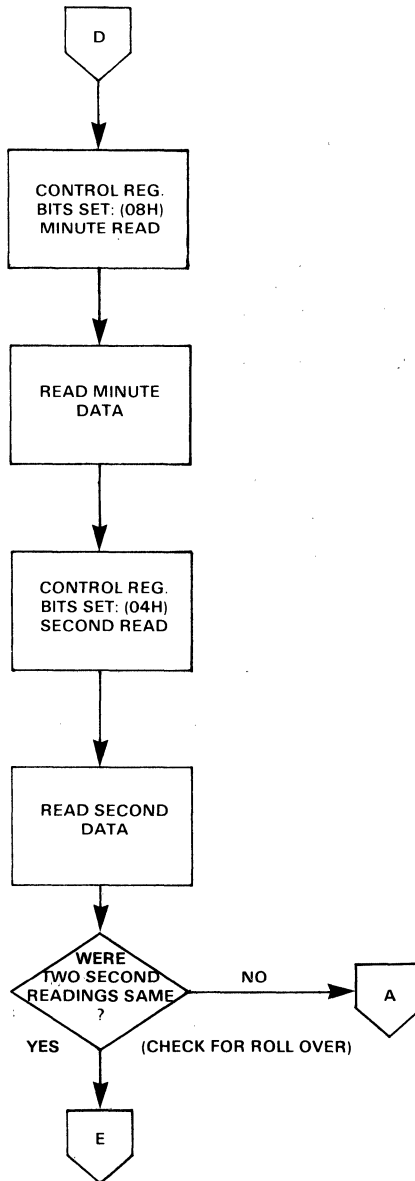 D
CONTROL REG.
BITS SET: (08H)
MINUTE READ
READ MINUTE
DATA
CONTROL REG.
BITS SET: (04H)
SECOND READ
READ SECOND
DATA
WERE
TWO SECOND
READINGS SAME
?
NO
A
YES
(CHECK FOR ROLL OVER)
E